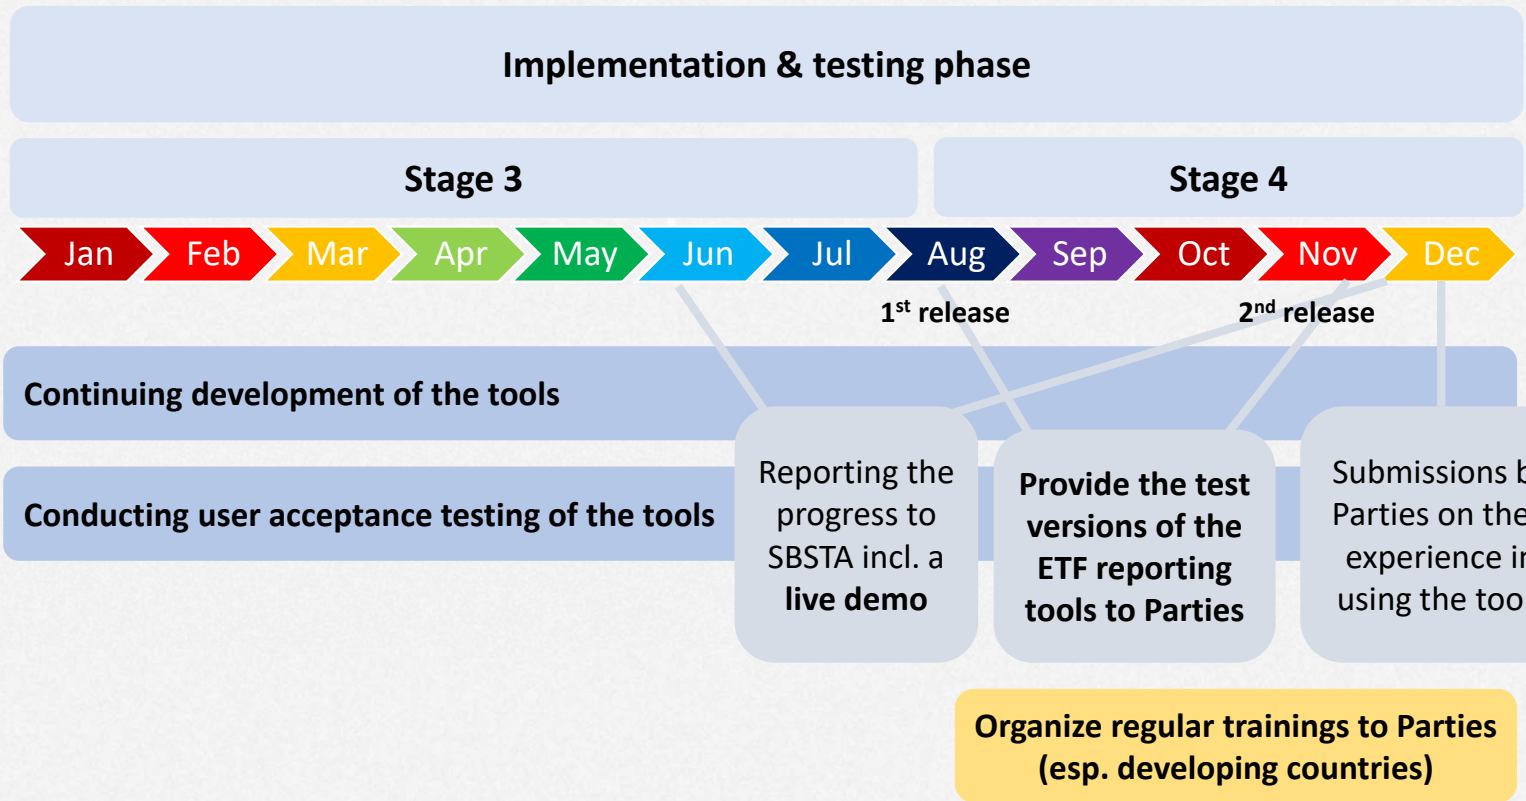 Implementation & testing phase
Stage 3
Stage 4
Jan Feb Mar Apr May Jun Jul Aug Sep Oct Nov Dec
1st release
2nd release
Continuing development of the tools
Conducting user acceptance testing of the tools
Reporting the
progress to
SBSTA incl. a
live demo
Provide the test
versions of the
ETF reporting
tools to Parties
Submissions
Parties on
experience
using the
Organize regular trainings to Parties
(esp. developing countries)